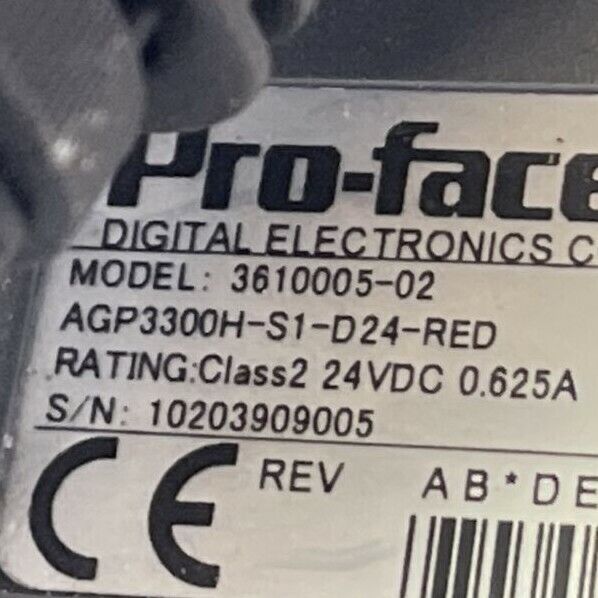 Pro-face
DIGITAL ELECTRONICS C
MODEL: 3610005-02
AGP3300H-S1-D24-RED
RATING:Class2 24VDC 0.625A
S/N: 10203909005
CE REV AB*DE